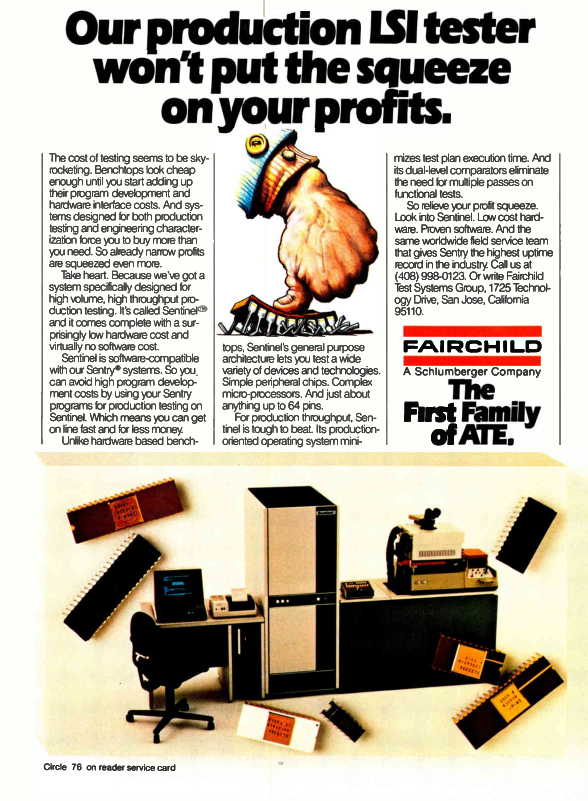 Our production LSI tester
won't put the squeeze
on your profits.
The cost of testing seems to be sky-
rocketing. Benchtops look cheap
enough until you start adding up
their program development and
hardware interface costs. And sys-
tems designed for both production
testing and engineering character-
ization force you to buy more than
you need. So already narrow profits
are squeezed even more.
Take heart. Because we've got a
system specifically designed for
high volume, high throughput pro-
duction testing. It's called Sentinel™
and it comes complete with a sur-
prisingly low hardware cost and
virtually no software cost.
Sentinel is software-compatible
with our Sentry® systems. So you
can avoid high program develop-
ment costs by using your Sentry
programs for production testing on
Sentinel. Which means you can get
on line fast and for less money.
Unlike hardware based bench-
tops, Sentinel's general purpose
architecture lets you test a wide
variety of devices and technologies.
Simple peripheral chips. Complex
micro-processors. And just about
anything up to 64 pins.
For production throughput, Sen-
tinel is tough to beat. Its production-
oriented operating system mini-
mizes test plan execution time. And
its dual-level comparators eliminate
the need for multiple passes on
functional tests.
So relieve your profit squeeze.
Look into Sentinel. Low cost hard-
ware. Proven software. And the
same worldwide field service team
that gives Sentry the highest uptime
record in the industry. Call us at
(408) 998-0123. Or write Fairchild
Test Systems Group, 1725 Technol-
ogy Drive, San Jose, California
95110.
FAIRCHILD
A Schlumberger Company
The
First Family
of ATE.
Circle 76 on reader service card